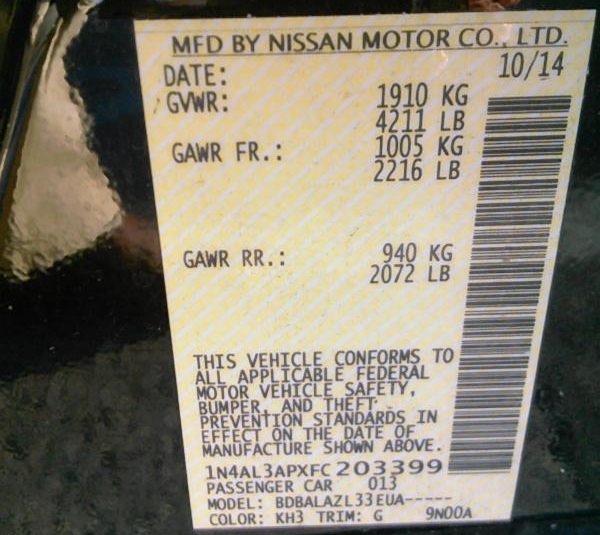 MFD BY NISSAN MOTOR CO., LTD.
DATE: 10/14
GVWR: 1910 KG
4211 LB
GAWR FR.: 1005 KG
2216 LB
GAWR RR.: 940 KG
2072 LB
THIS VEHICLE CONFORMS TO
ALL APPLICABLE FEDERAL
MOTOR VEHICLE SAFETY,
BUMPER, AND THEFT
PREVENTION STANDARDS IN
EFFECT ON THE DATE OF
MANUFACTURE SHOWN ABOVE.
1N4AL3APXFC203399
PASSENGER CAR 013
MODEL: BDBALAZL33EUA-----
COLOR: KH3 TRIM: G 9N00A